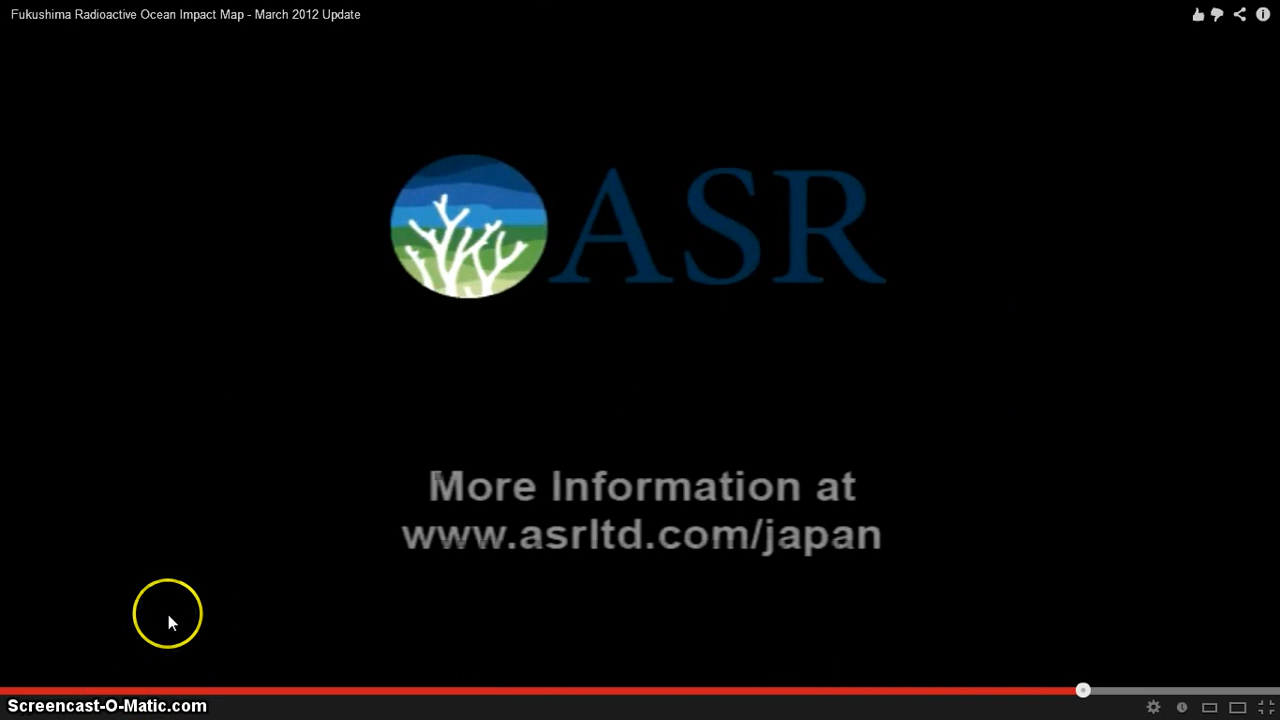 Fukushima Radioactive Ocean Impact Map - March 2012 Update
ASR
More Information at
www.asrltd.com/japan
Screencast-O-Matic.com